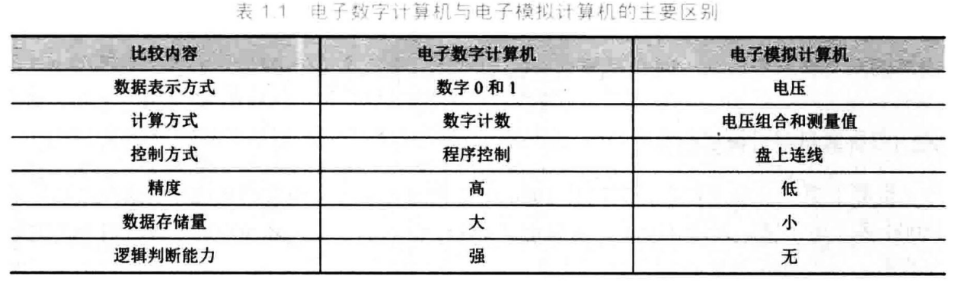 表 1.1 电子数字计算机与电子模拟计算机的主要区别
比较内容 电子数字计算机 电子模拟计算机
数据表示方式 数字 0 和 1 电压
计算方式 数字计数 电压组合和测量值
控制方式 程序控制 盘上连线
精度 高 低
数据存储量 大 小
逻辑判断能力 强 无